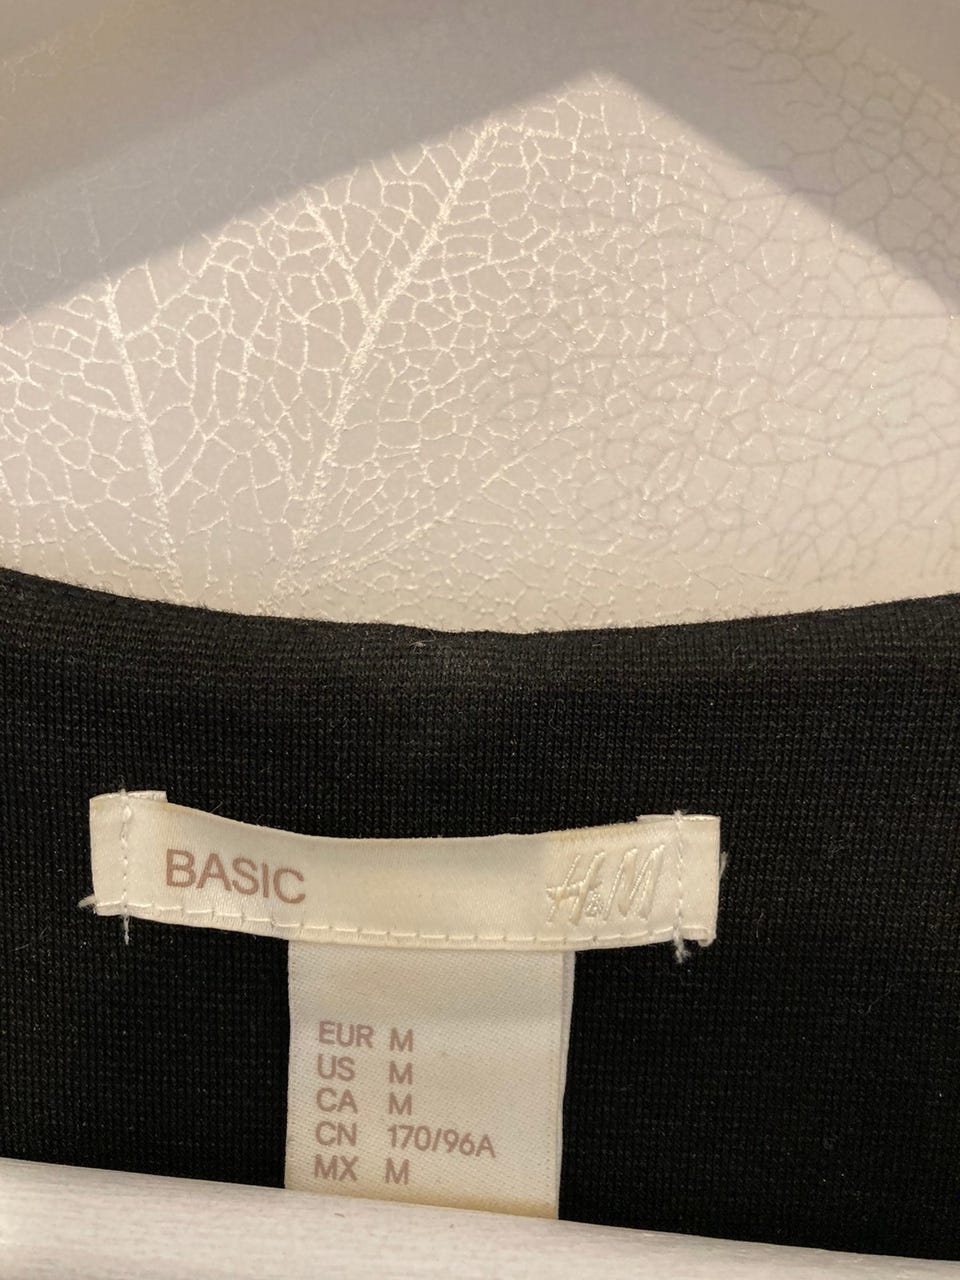 BASIC H&M
EUR M
US M
CA M
CN 170/96A
MX M